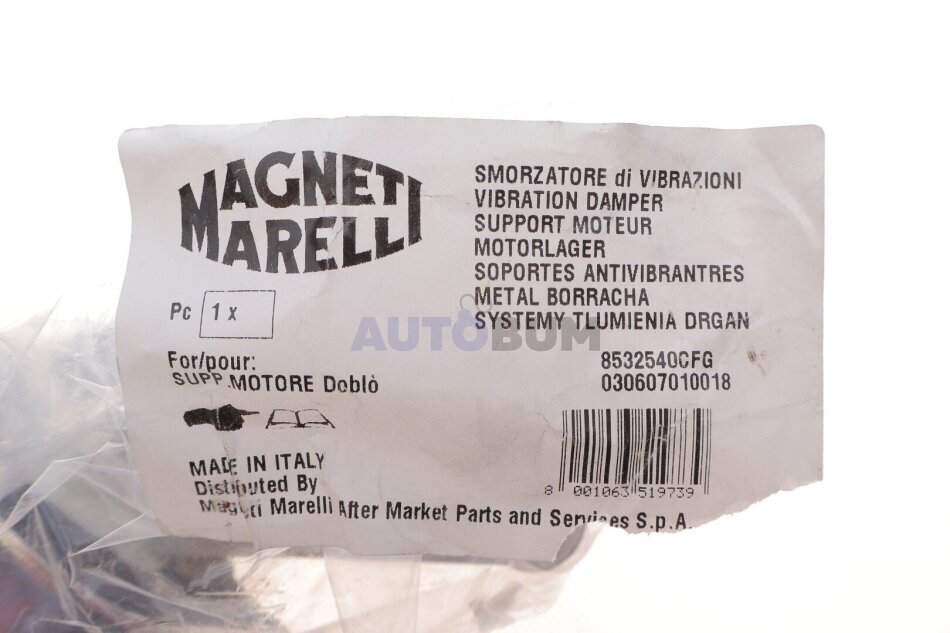 MAGNETI
MARELLI
Pc 1 x
For/pour:
SUPP.MOTORE Doblò
MADE IN ITALY
Distributed By
Magneti Marelli After Market Parts and Services S.p.A.
SMORZATORE di VIBRAZIONI
VIBRATION DAMPER
SUPPORT MOTEUR
MOTORLAGER
SOPORTES ANTIVIBRANTRES
METAL BORRACHA
SYSTEMY TLUMIENIA DRGAN
AUTOBUM
8532540CFG
030607010018
8 001063 519739